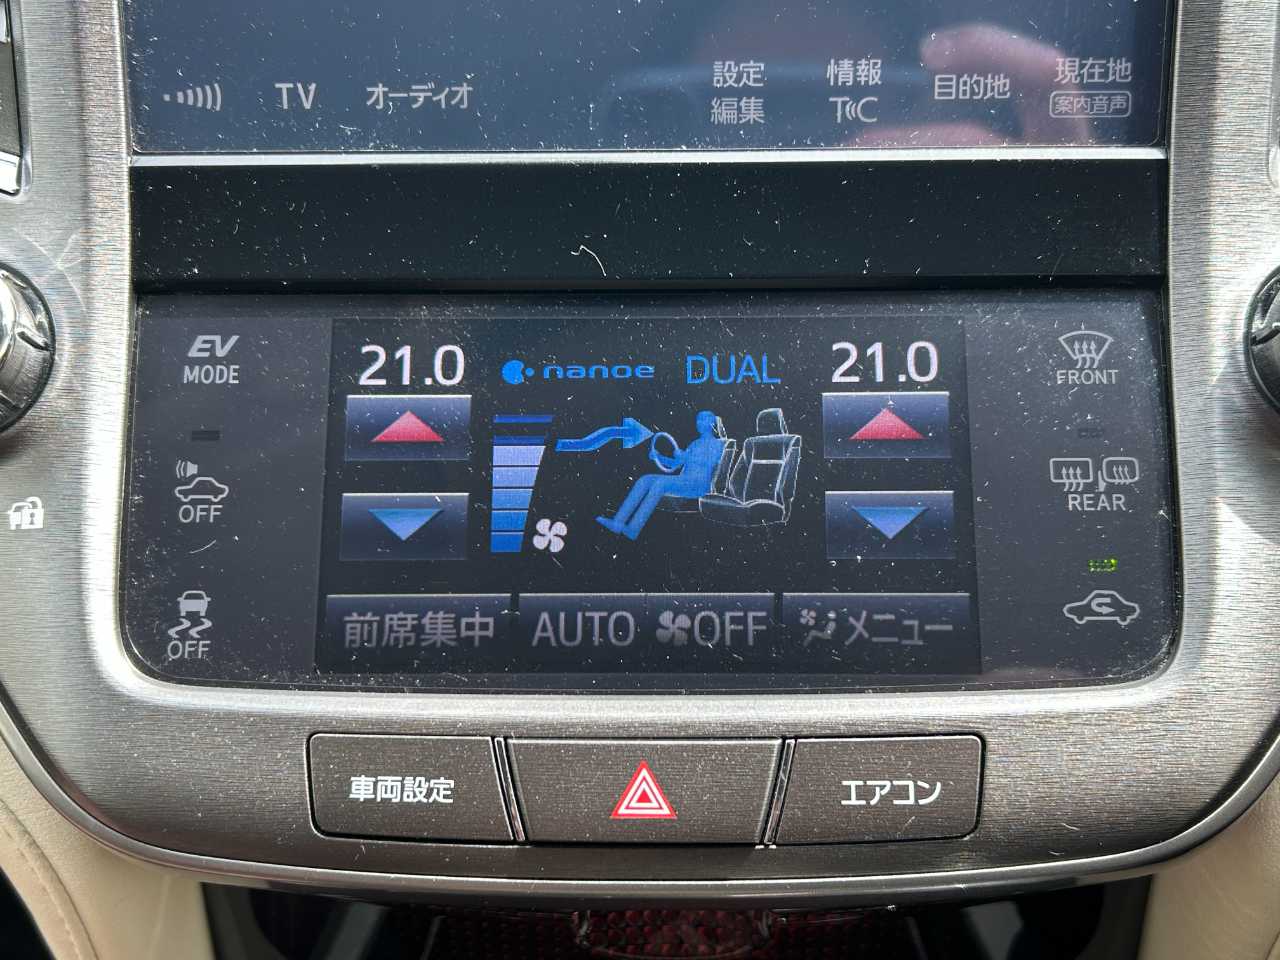 TV オーディオ 設定 情報 目的地 現在地
編集 T C 案内音声
EV
MODE
21.0 nanoe DUAL 21.0
FRONT
OFF
REAR
OFF
前席集中 AUTO OFF メニュー
車両設定 エアコン